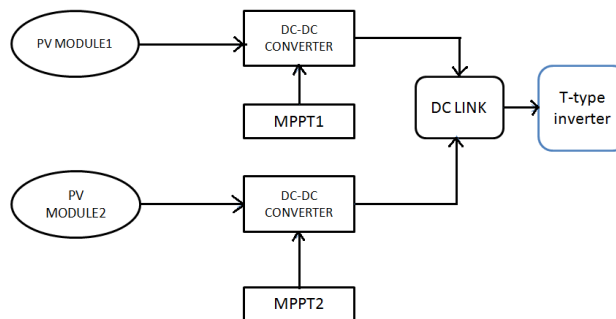 PV MODULE1
DC-DC
CONVERTER
MPPT1
DC LINK
T-type
inverter
PV
MODULE2
DC-DC
CONVERTER
MPPT2